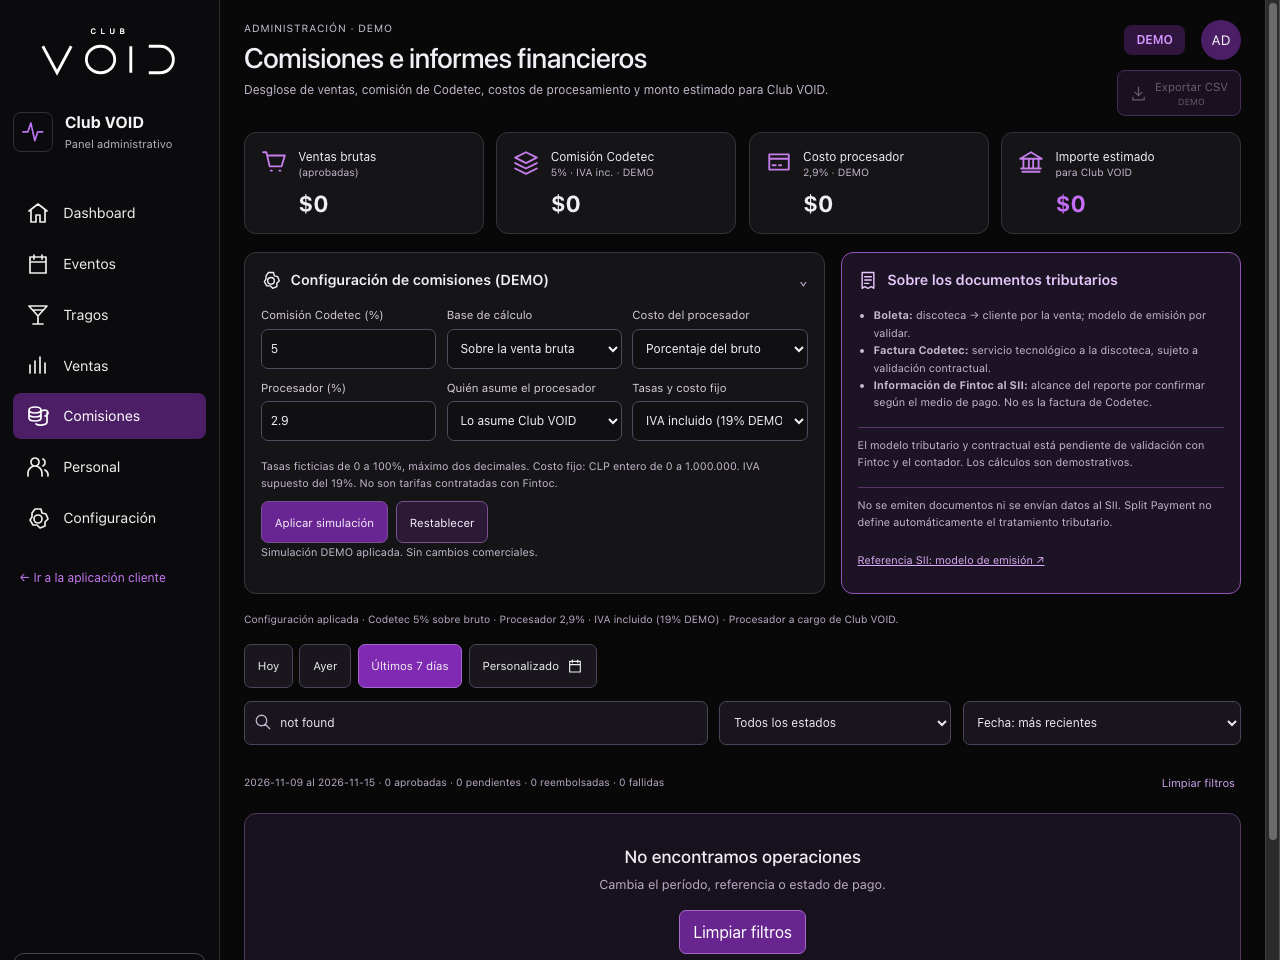 CLUB
VOID
Club VOID
Panel administrativo
Dashboard
Eventos
Tragos
Ventas
Comisiones
Personal
Configuración
← Ir a la aplicación cliente
ADMINISTRACIÓN · DEMO
Comisiones e informes financieros
Desglose de ventas, comisión de Codetec, costos de procesamiento y monto estimado para Club VOID.
DEMO
AD
Exportar CSV
DEMO
Ventas brutas
(aprobadas)
$0
Comisión Codetec
5% · IVA inc. · DEMO
$0
Costo procesador
2,9% · DEMO
$0
Importe estimado
para Club VOID
$0
Configuración de comisiones (DEMO)
Comisión Codetec (%)
5
Base de cálculo
Sobre la venta bruta
Costo del procesador
Porcentaje del bruto
Procesador (%)
2.9
Quién asume el procesador
Lo asume Club VOID
Tasas y costo fijo
IVA incluido (19% DEMO
Tasas ficticias de 0 a 100%, máximo dos decimales. Costo fijo: CLP entero de 0 a 1.000.000. IVA
supuesto del 19%. No son tarifas contratadas con Fintoc.
Aplicar simulación
Restablecer
Simulación DEMO aplicada. Sin cambios comerciales.
Sobre los documentos tributarios
• Boleta: discoteca → cliente por la venta; modelo de emisión por
validar.
• Factura Codetec: servicio tecnológico a la discoteca, sujeto a
validación contractual.
• Información de Fintoc al SII: alcance del reporte por confirmar
según el medio de pago. No es la factura de Codetec.
El modelo tributario y contractual está pendiente de validación con
Fintoc y el contador. Los cálculos son demostrativos.
No se emiten documentos ni se envían datos al SII. Split Payment no
define automáticamente el tratamiento tributario.
Referencia SII: modelo de emisión ↗
Configuración aplicada · Codetec 5% sobre bruto · Procesador 2,9% · IVA incluido (19% DEMO) · Procesador a cargo de Club VOID.
Hoy
Ayer
Últimos 7 días
Personalizado
not found
Todos los estados
Fecha: más recientes
2026-11-09 al 2026-11-15 · 0 aprobadas · 0 pendientes · 0 reembolsadas · 0 fallidas
Limpiar filtros
No encontramos operaciones
Cambia el período, referencia o estado de pago.
Limpiar filtros